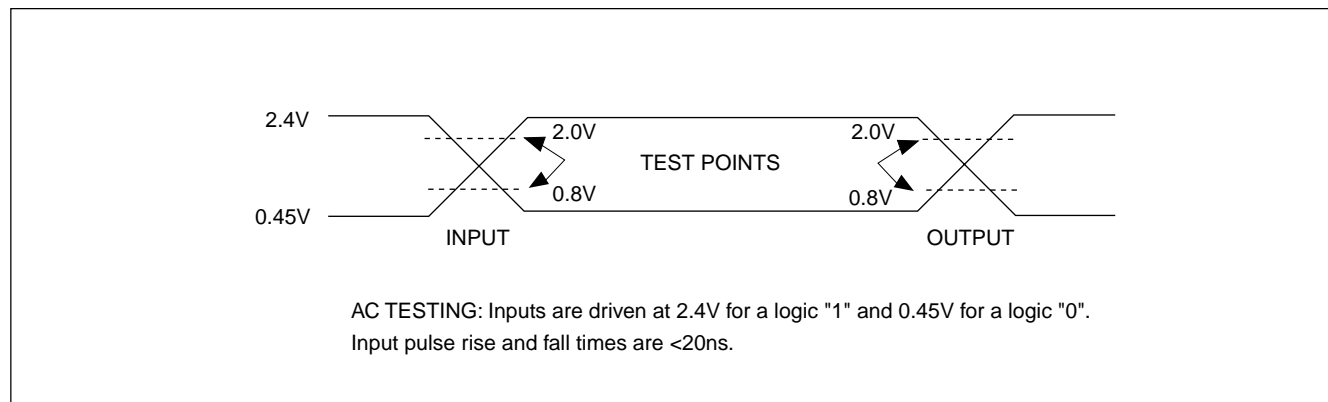 2.4V
2.0V
2.0V
TEST POINTS
0.8V
0.8V
0.45V
INPUT
OUTPUT
AC TESTING: Inputs are driven at 2.4V for a logic "1" and 0.45V for a logic "0".
Input pulse rise and fall times are <20ns.